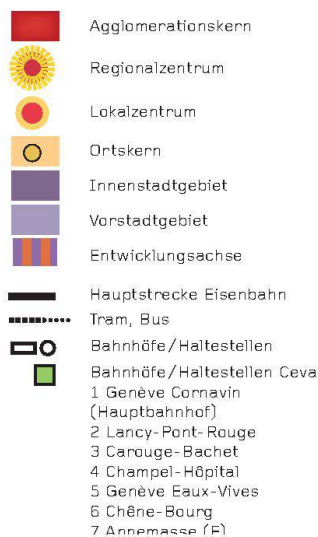 Agglomerationskern
Regionalzentrum
Lokalzentrum
Ortskern
Innenstadtgebiet
Vorstadtgebiet
Entwicklungsachse
Hauptstrecke Eisenbahn
Tram, Bus
Bahnhöfe/Haltestellen
Bahnhöfe/Haltestellen Ceva
1 Genève Cornavin
(Hauptbahnhof)
2 Lancy-Pont-Rouge
3 Carouge-Bachet
4 Champel-Hôpital
5 Genève Eaux-Vives
6 Chêne-Bourg
7 Annemasse (F)